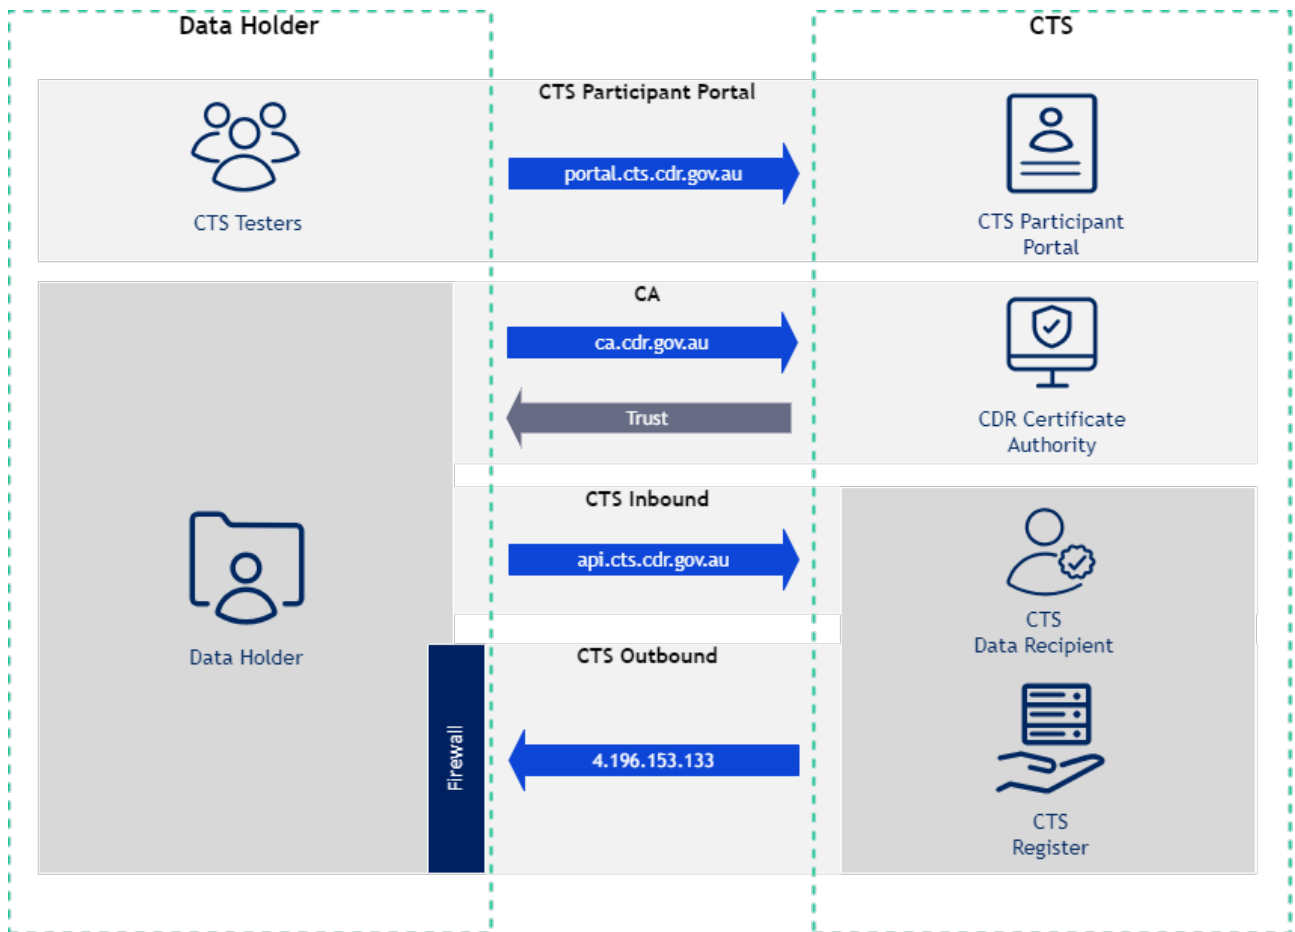 Data Holder
CTS
CTS Participant Portal
portal.cts.cdr.gov.au
CTS Testers
CTS Participant
Portal
CA
ca.cdr.gov.au
Trust
CDR Certificate
Authority
CTS Inbound
api.cts.cdr.gov.au
CTS
Data Recipient
Data Holder
CTS Outbound
Firewall
4.196.153.133
CTS
Register